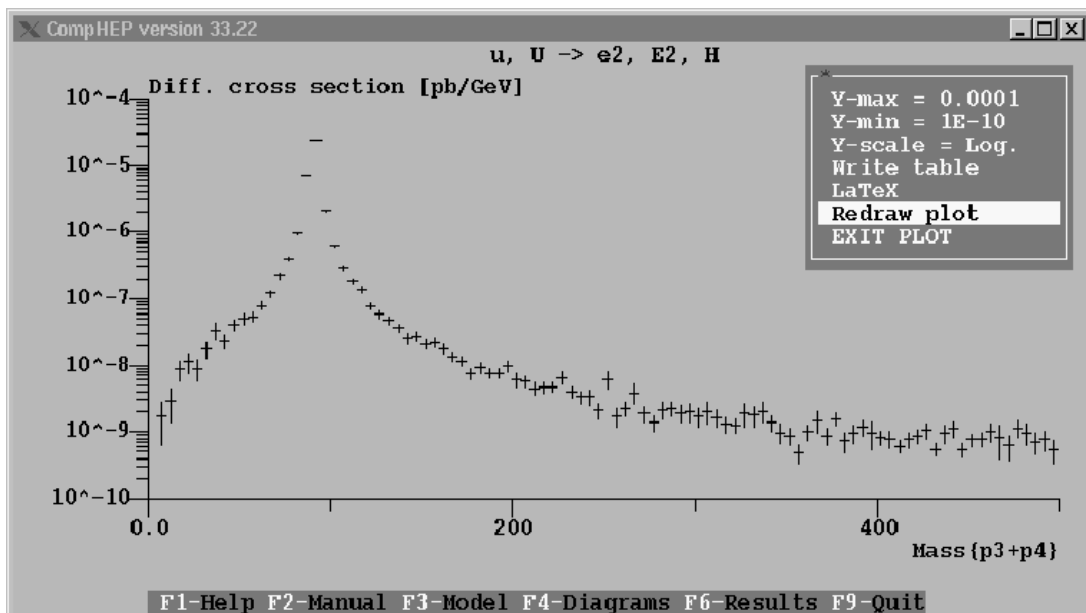 CompHEP version 33.22
u, U -> e2, E2, H
Diff. cross section [pb/GeV]
10^-4
10^-5
10^-6
10^-7
10^-8
10^-9
10^-10
0.0
200
400
Mass{p3+p4}
*
Y-max = 0.0001
Y-min = 1E-10
Y-scale = Log.
Write table
LaTeX
Redraw plot
EXIT PLOT
F1-Help F2-Manual F3-Model F4-Diagrams F6-Results F9-Quit